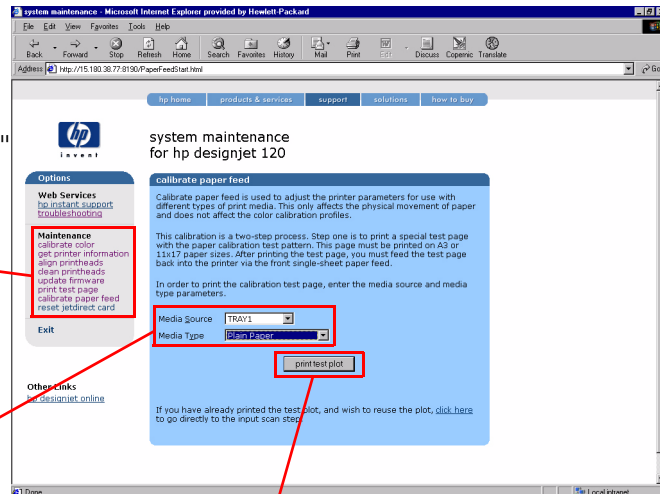 system maintenance - Microsoft Internet Explorer provided by Hewlett-Packard
File Edit View Favorites Tools Help
Back Forward Stop Refresh Home Search Favorites History Mail Print Edit Discuss Copernic Translate
Address http://15.180.38.77:8190/PaperFeedStart.html Go
hp home products & services support solutions how to buy
hp
invent
system maintenance
for hp designjet 120
Options
Web Services
hp instant support
troubleshooting
Maintenance
calibrate color
get printer information
align printheads
clean printheads
update firmware
print test page
calibrate paper feed
reset jetdirect card
Exit
Other Links
hp designjet online
calibrate paper feed
Calibrate paper feed is used to adjust the printer parameters for use with
different types of print media. This only affects the physical movement of paper
and does not affect the color calibration profiles.
This calibration is a two-step process. Step one is to print a special test page
with the paper calibration test pattern. This page must be printed on A3 or
11x17 paper sizes. After printing the test page, you must feed the test page
back into the printer via the front single-sheet paper feed.
In order to print the calibration test page, enter the media source and media
type parameters.
Media Source TRAY1
Media Type Plain Paper
print test plot
If you have already printed the test plot, and wish to reuse the plot, click here
to go directly to the input scan step.
Done Local intranet